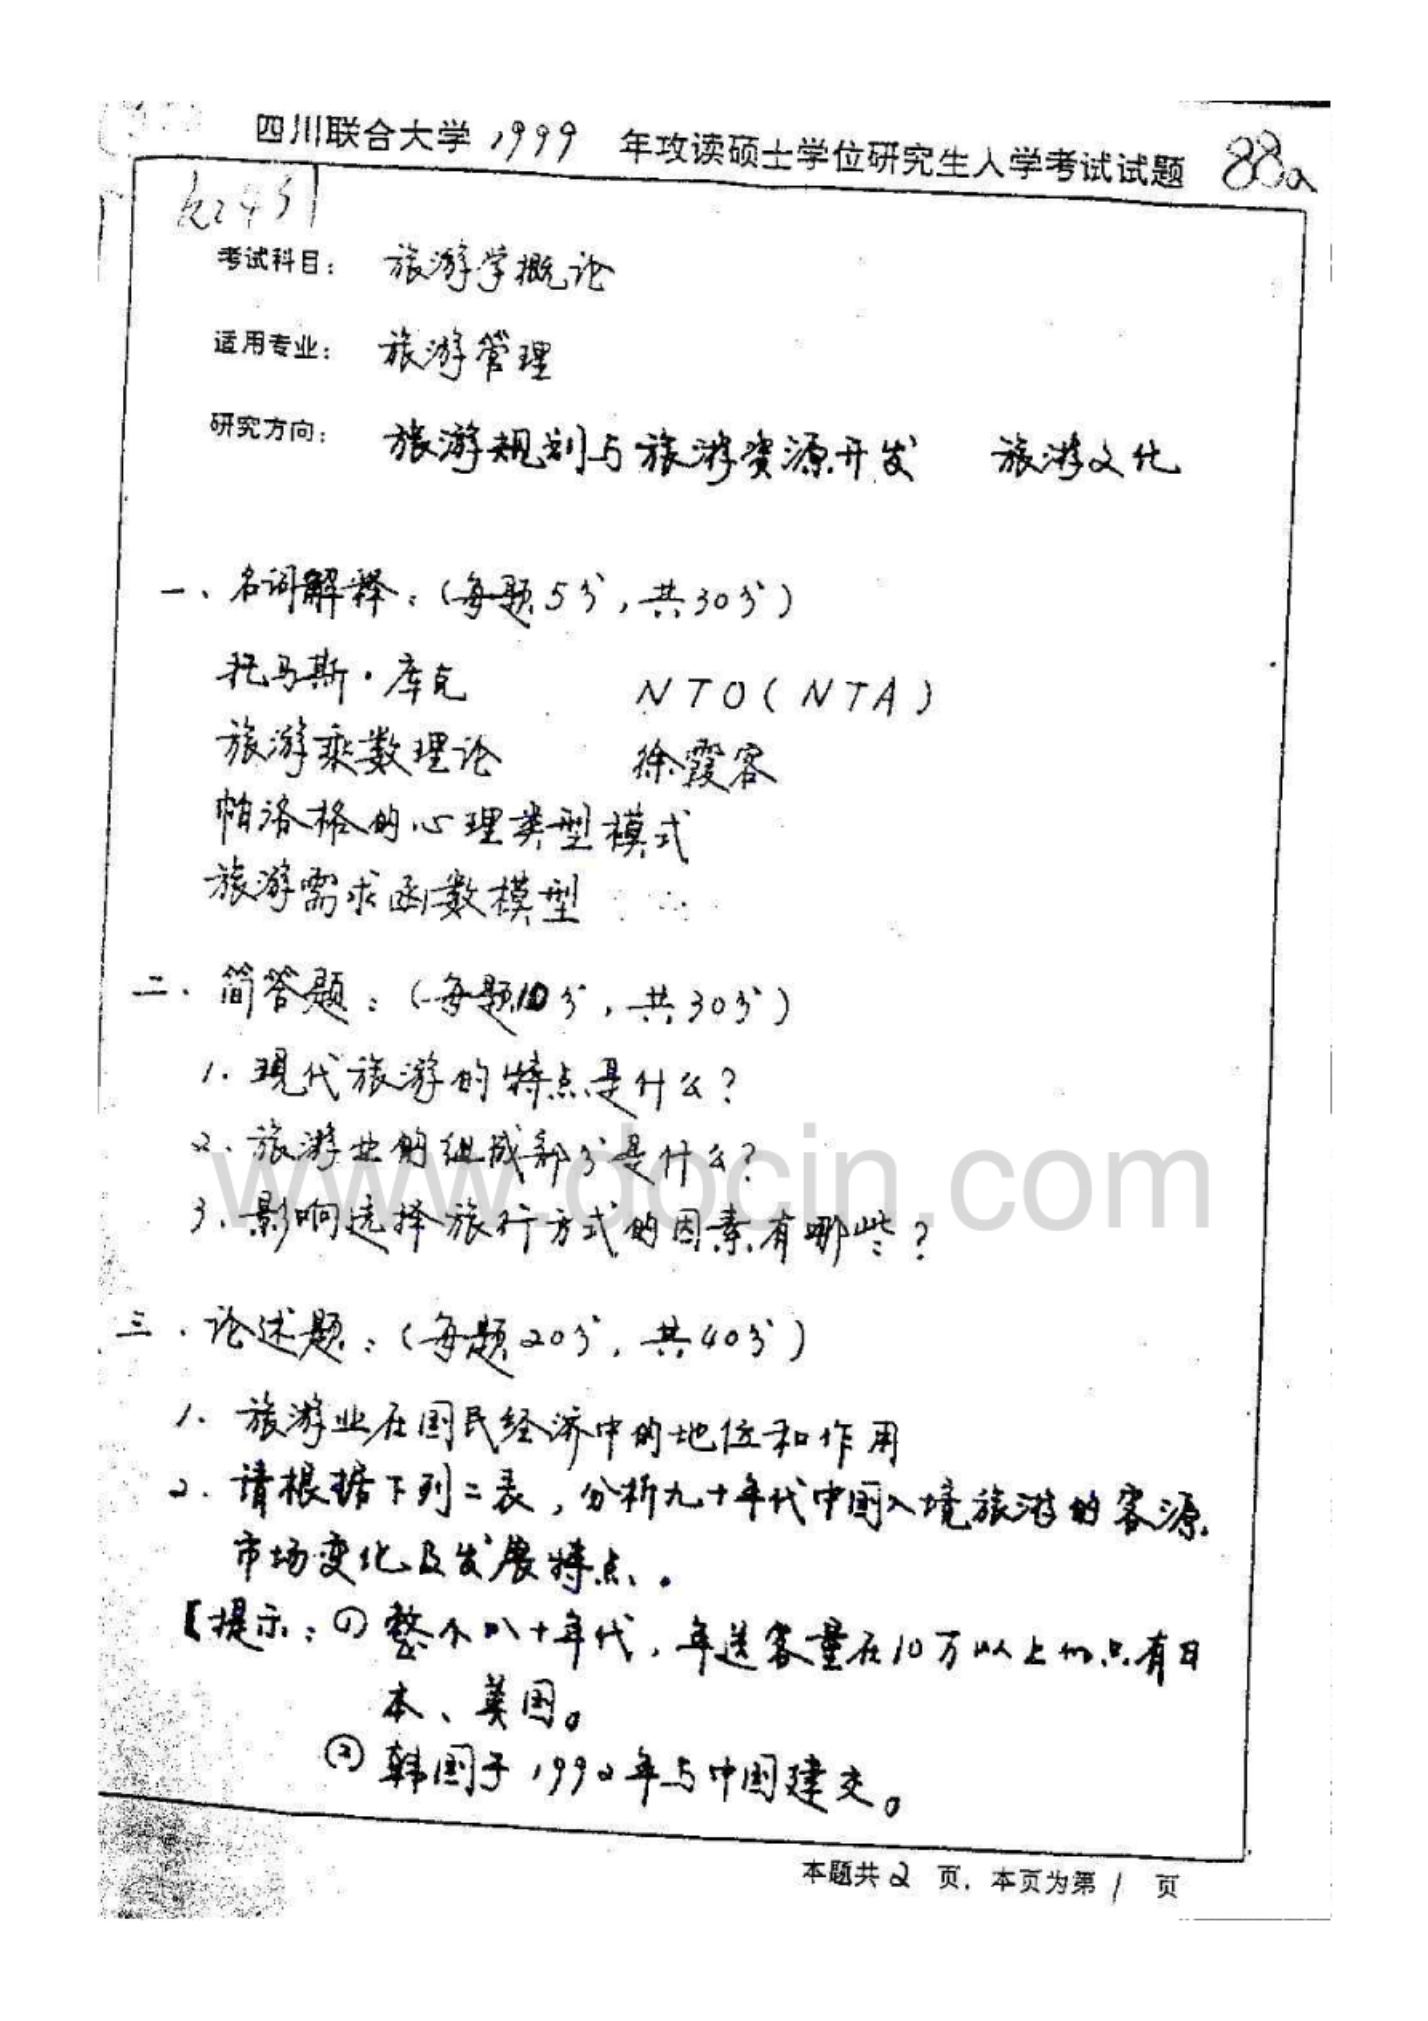 四川联合大学1999 年攻读硕士学位研究生入学考试试题 88a
考试科目: 旅游学概论
适用专业: 旅游管理
研究方向: 旅游规划与旅游资源开发 旅游文化
一、名词解释:(每题5分,共30分)
托马斯·库克 NTO(NTA)
旅游乘数理论 徐霞客
帕洛格的心理类型模式
旅游需求函数模型
二、简答题:(每题10分,共30分)
1.现代旅游的特点是什么?
2.旅游业的组成部分是什么?
www.docin.com
3.影响选择旅行方式的因素有哪些?
三、论述题:(每题20分,共40分)
1.旅游业在国民经济中的地位和作用
2.请根据下列二表,分析九十年代中国入境旅游的客源
市场变化及发展特点。
【提示:①整个八十年代,年送客量在10万以上的只有日
本、美国。
②韩国于1992年与中国建交。
本题共2 页,本页为第1 页